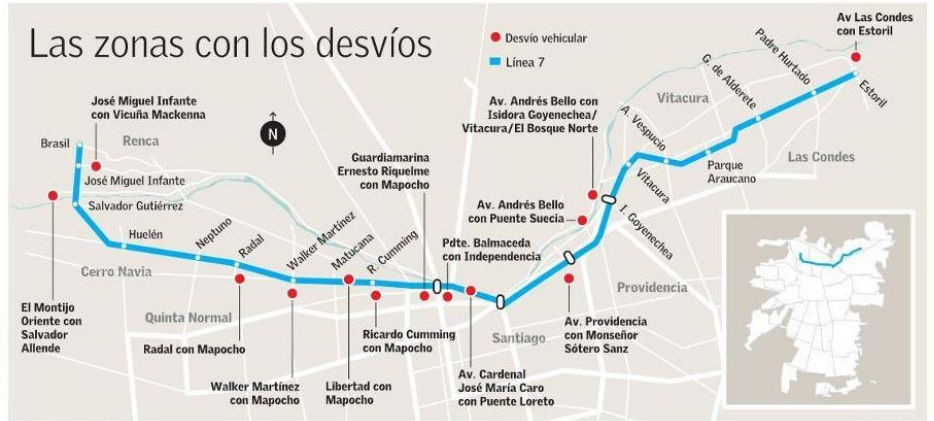 Las zonas con los desvíos
Desvío vehicular
Línea 7
Av Las Condes
con Estoril
José Miguel Infante
con Vicuña Mackenna
N
Renca
Brasil
José Miguel Infante
Salvador Gutiérrez
Huelén
Neptuno
Radal
Walker Martínez
Matucana
R. Cumming
Cerro Navia
Quinta Normal
El Montijo
Oriente con
Salvador
Allende
Radal con Mapocho
Walker Martínez
con Mapocho
Libertad con
Mapocho
Ricardo Cumming
con Mapocho
Guardiamarina
Ernesto Riquelme
con Mapocho
Pdte. Balmaceda
con Independencia
Av. Cardenal
José María Caro
con Puente Loreto
Santiago
Av. Andrés Bello con
Isidora Goyenechea/
Vitacura/El Bosque Norte
Av. Andrés Bello
con Puente Suecia
Av. Providencia
con Monseñor
Sótero Sanz
Providencia
I. Goyenechea
Vitacura
A. Vespucio
Parque
Araucano
G. de Alderete
Padre Hurtado
Estoril
Vitacura
Las Condes